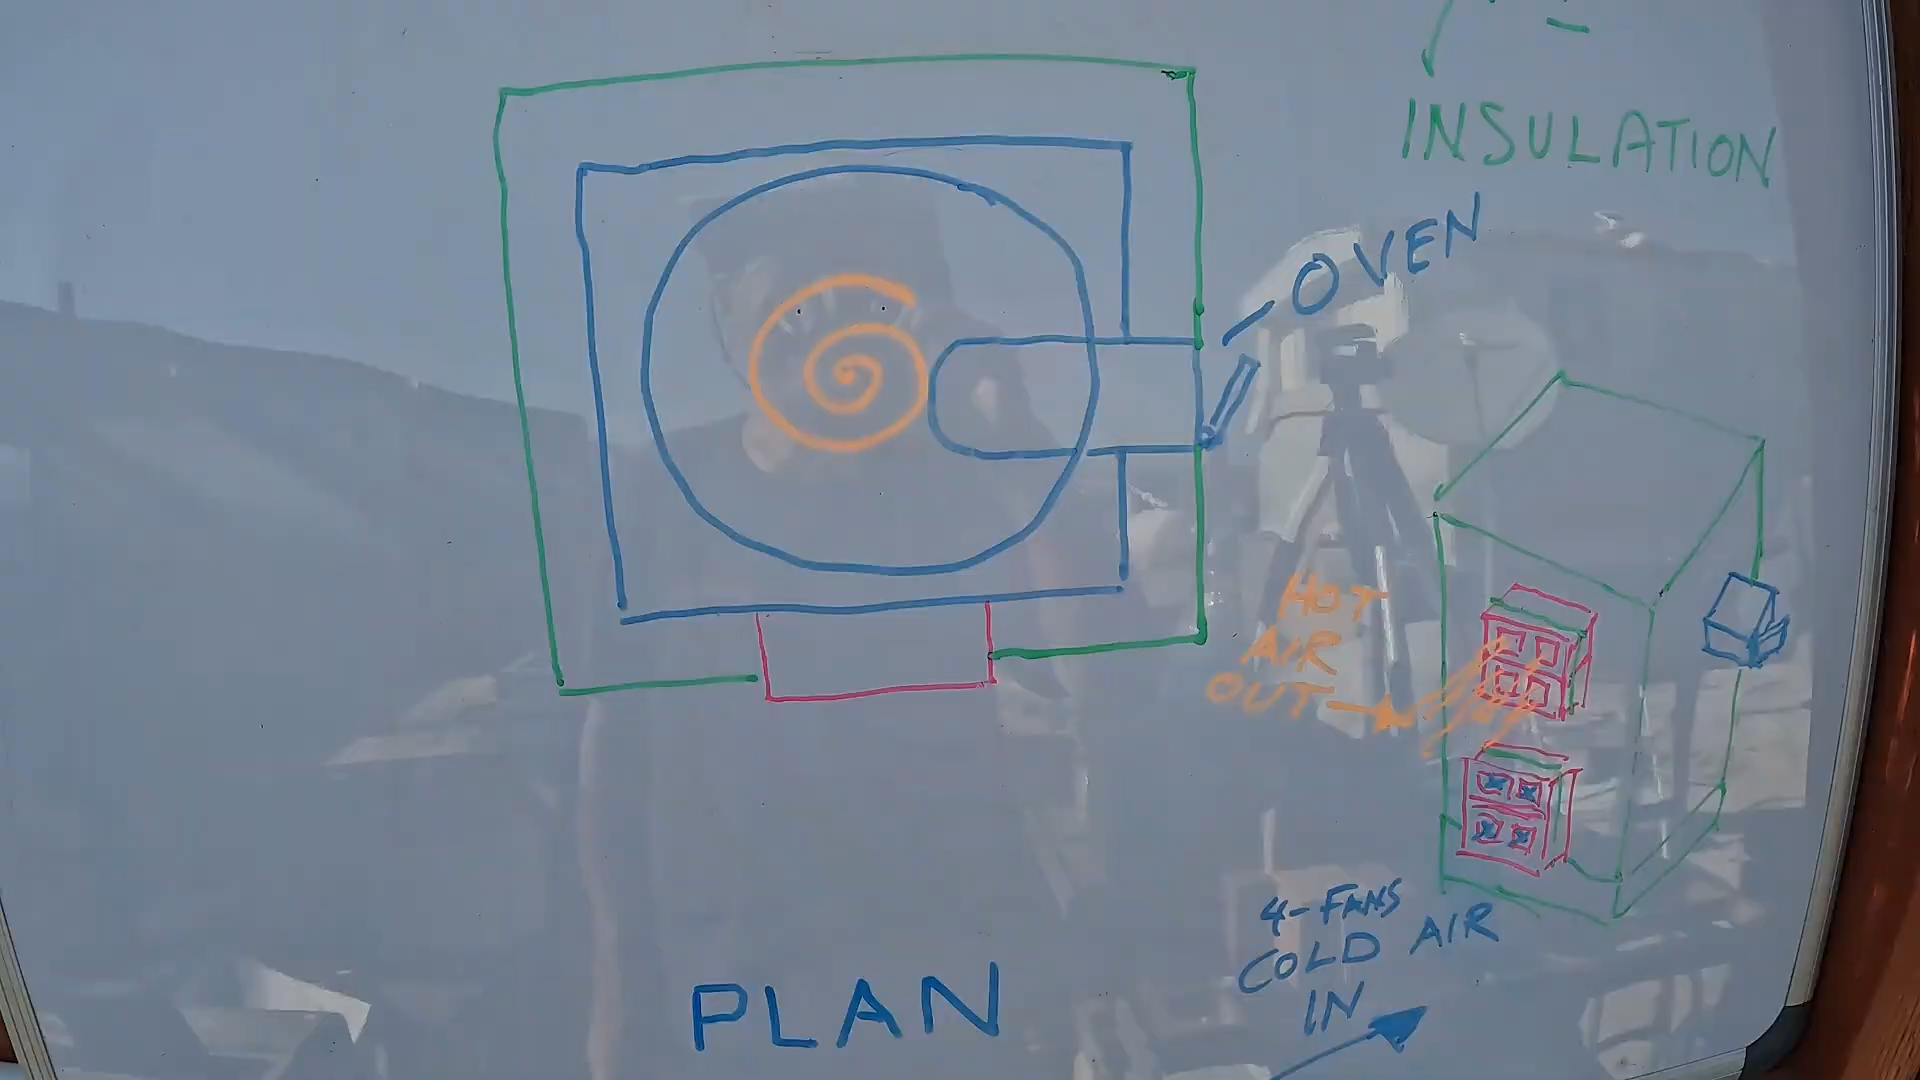 INSULATION
OVEN
HOT
AIR
OUT
4-FANS
COLD AIR
IN
PLAN